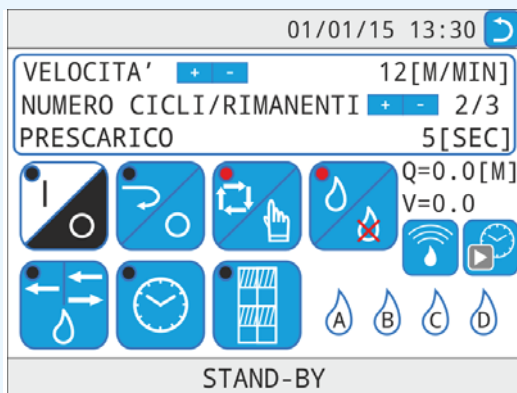 01/01/15 13:30
VELOCITA' + - 12[M/MIN]
NUMERO CICLI/RIMANENTI + - 2/3
PRESCARICO 5[SEC]
Q=0.0[M]
V=0.0
A B C D
STAND-BY